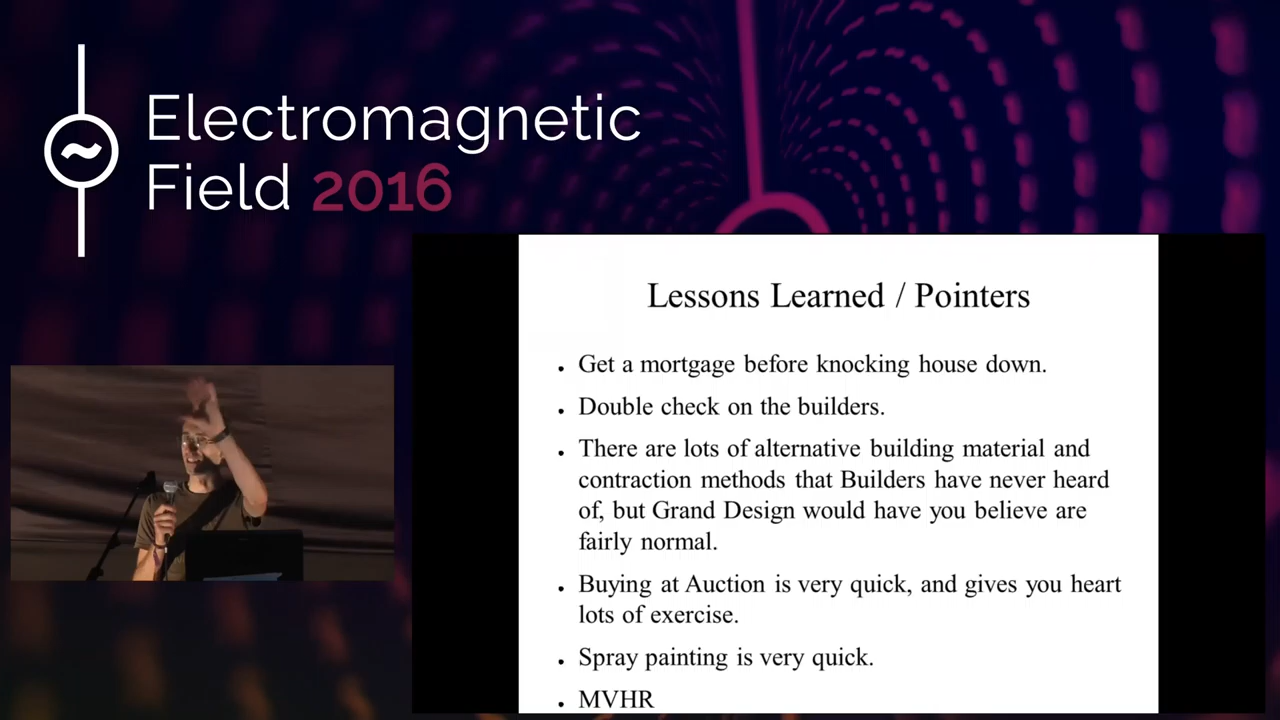 Electromagnetic
Field 2016
Lessons Learned / Pointers
• Get a mortgage before knocking house down.
• Double check on the builders.
• There are lots of alternative building material and
contraction methods that Builders have never heard
of, but Grand Design would have you believe are
fairly normal.
• Buying at Auction is very quick, and gives you heart
lots of exercise.
• Spray painting is very quick.
• MVHR